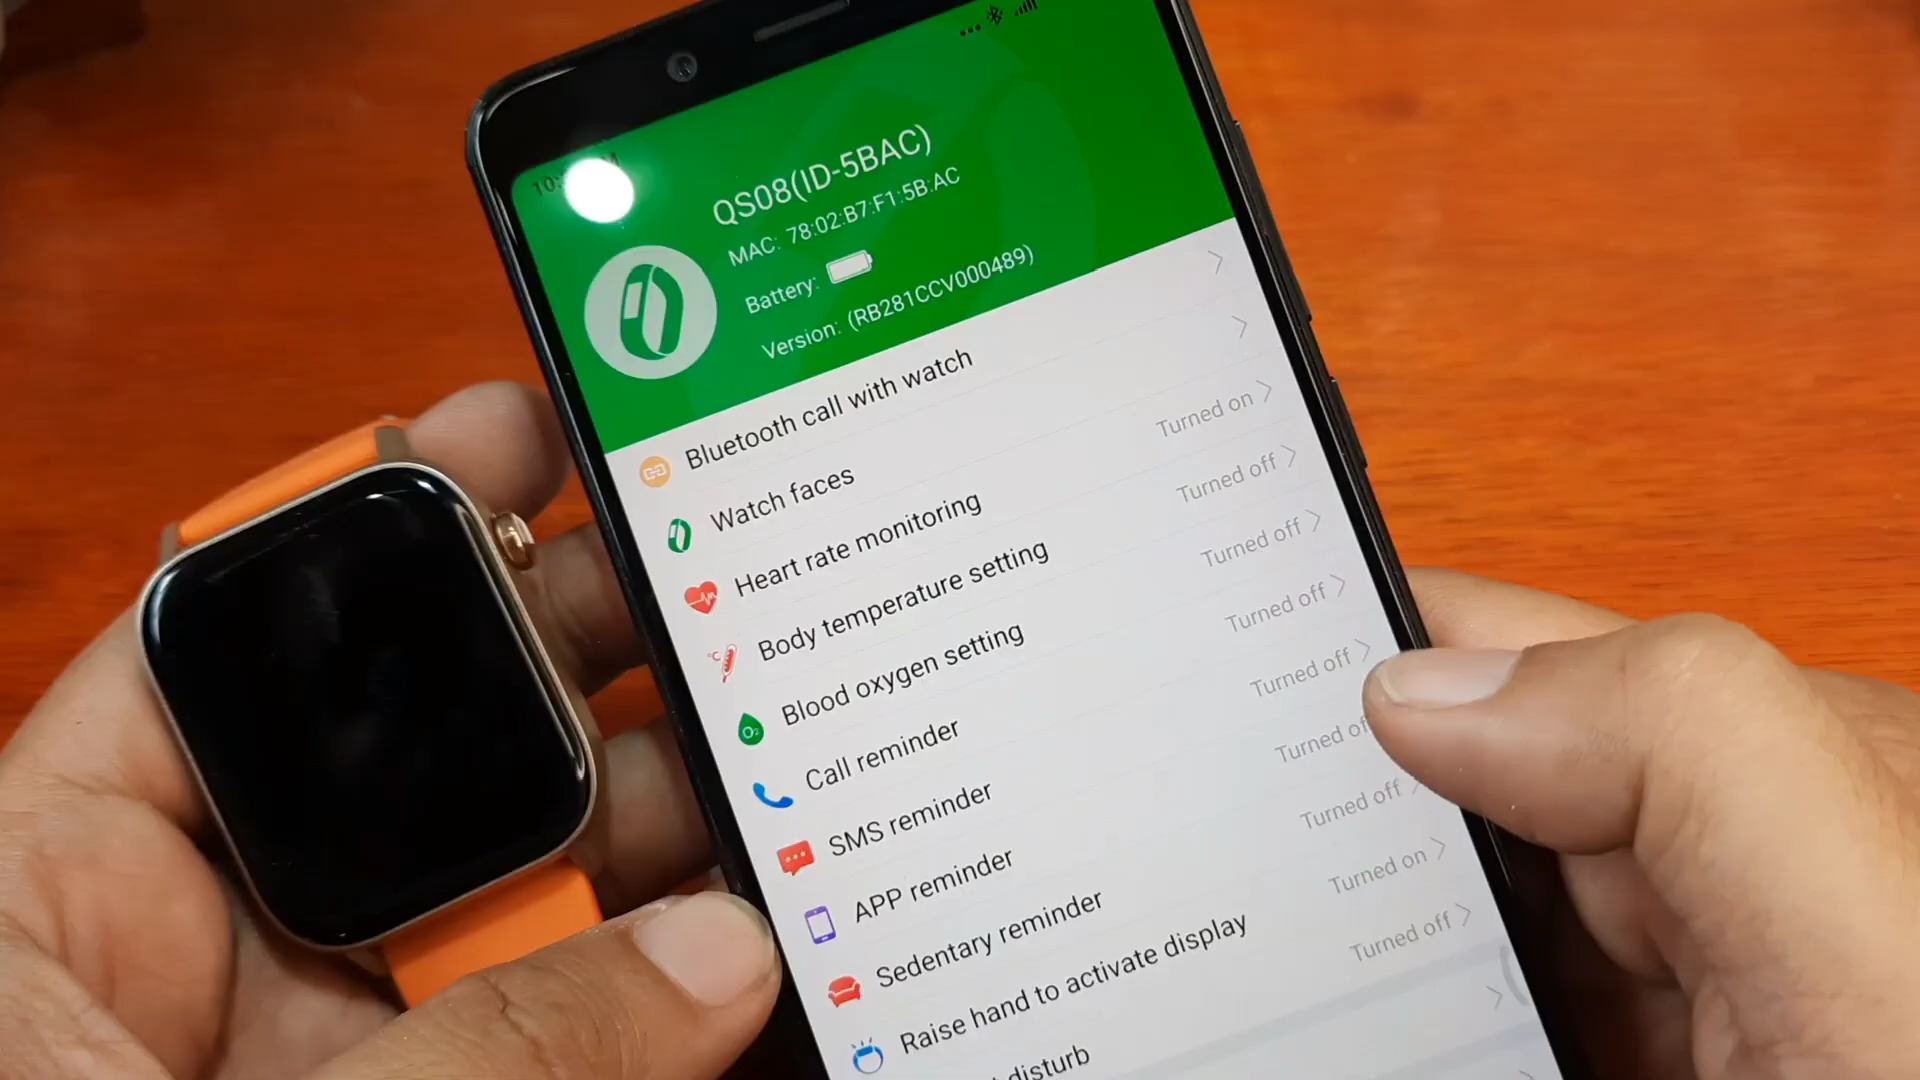 QS08(ID-5BAC)
MAC: 78:02:B7:F1:5B:AC
Battery:
Version: (RB281CCV000489)
Bluetooth call with watch
Watch faces
Heart rate monitoring Turned on
Body temperature setting Turned off
Blood oxygen setting Turned off
Call reminder Turned off
SMS reminder Turned off
APP reminder Turned of
Sedentary reminder Turned off
Raise hand to activate display Turned on
disturb Turned off